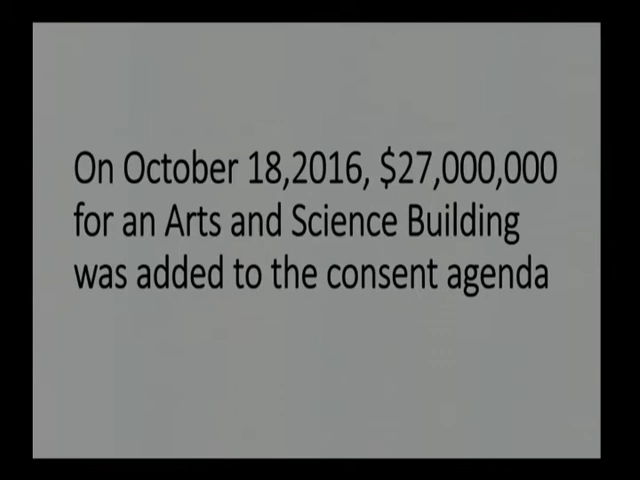 On October 18,2016, $27,000,000
for an Arts and Science Building
was added to the consent agenda